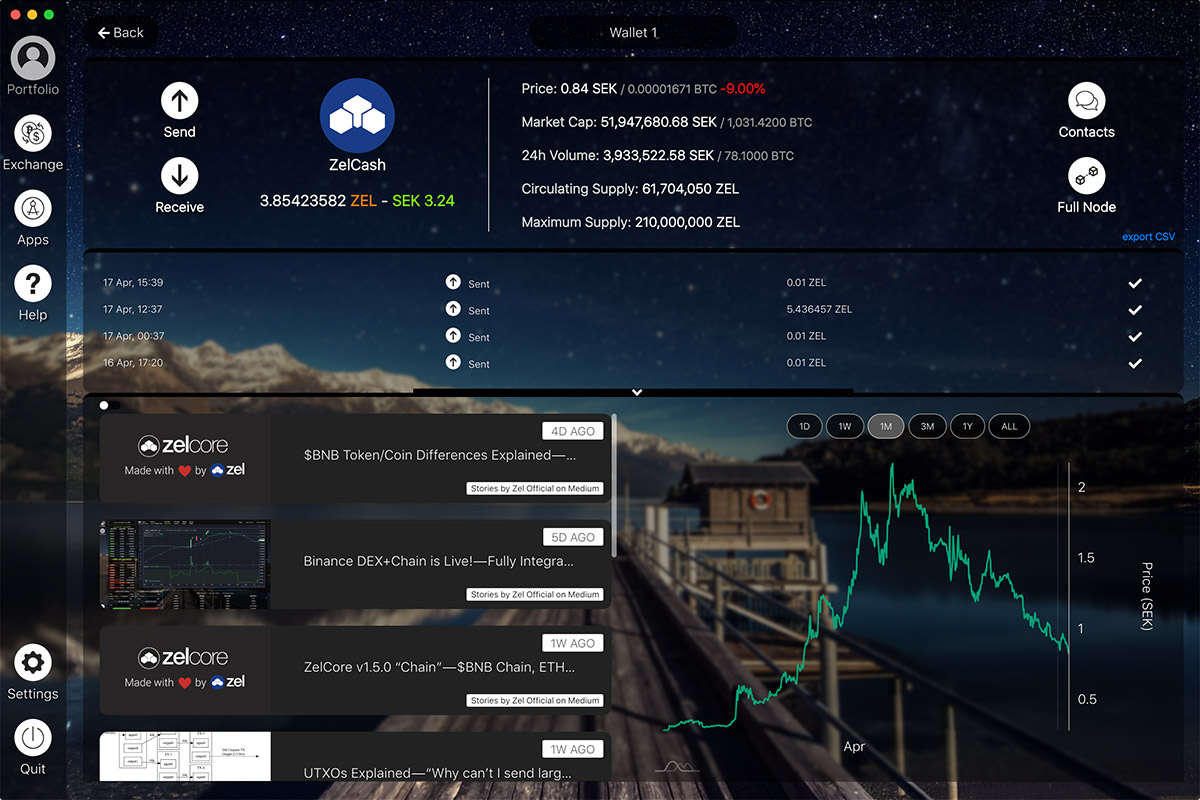 ← Back
Wallet 1
Portfolio
Exchange
Apps
Help
Settings
Quit
Send
Receive
ZelCash
3.85423582 ZEL - SEK 3.24
Price: 0.84 SEK / 0.00001671 BTC -9.00%
Market Cap: 51,947,680.68 SEK / 1,031.4200 BTC
24h Volume: 3,933,522.58 SEK / 78.1000 BTC
Circulating Supply: 61,704,050 ZEL
Maximum Supply: 210,000,000 ZEL
Contacts
Full Node
export CSV
17 Apr, 15:39 Sent 0.01 ZEL
17 Apr, 12:37 Sent 5.436457 ZEL
17 Apr, 00:37 Sent 0.01 ZEL
16 Apr, 17:20 Sent 0.01 ZEL
zelcore
Made with ❤ by zel
4D AGO
$BNB Token/Coin Differences Explained—...
Stories by Zel Official on Medium
5D AGO
Binance DEX+Chain is Live!—Fully Integra...
Stories by Zel Official on Medium
zelcore
Made with ❤ by zel
1W AGO
ZelCore v1.5.0 “Chain”—$BNB Chain, ETH...
Stories by Zel Official on Medium
1W AGO
UTXOs Explained—“Why can’t I send larg...
1D 1W 1M 3M 1Y ALL
2
1.5
1
0.5
Price (SEK)
Apr